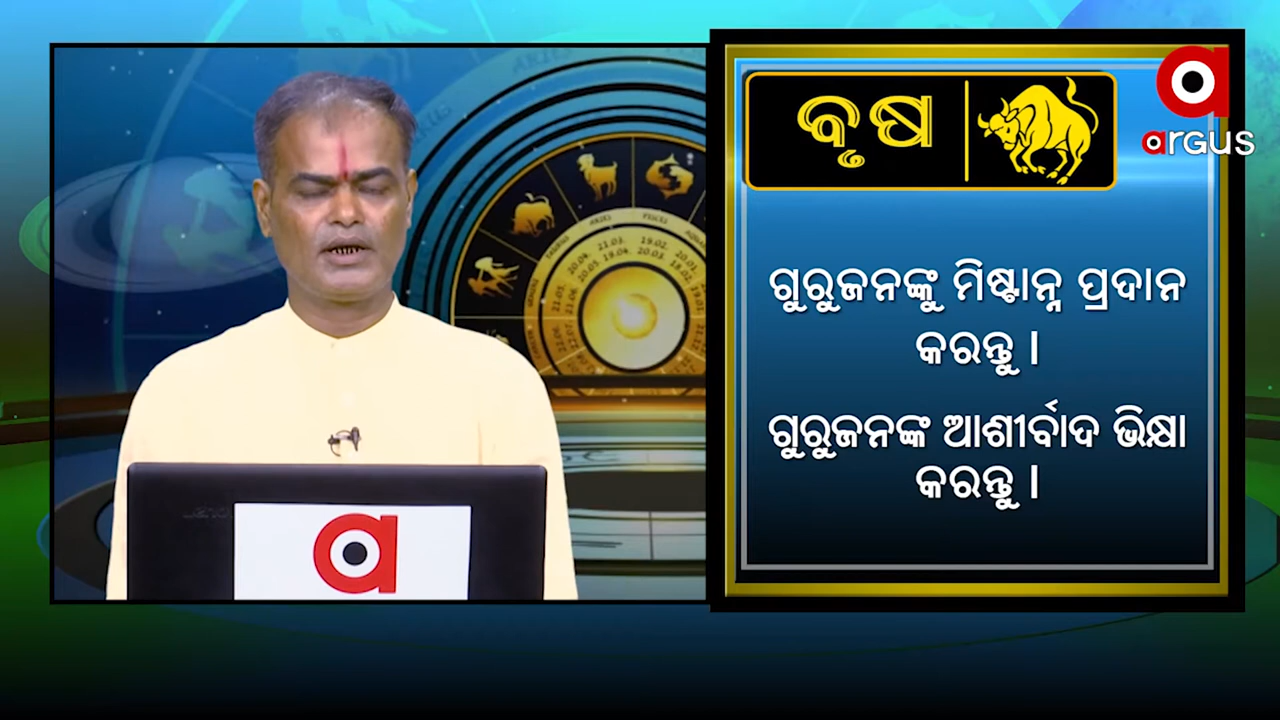 ବୃଷ
argus
ଗୁରୁଜନଙ୍କୁ ମିଷ୍ଟାନ୍ନ ପ୍ରଦାନ
କରନ୍ତୁ ।
ଗୁରୁଜନଙ୍କ ଆଶୀର୍ବାଦ ଭିକ୍ଷା
କରନ୍ତୁ ।